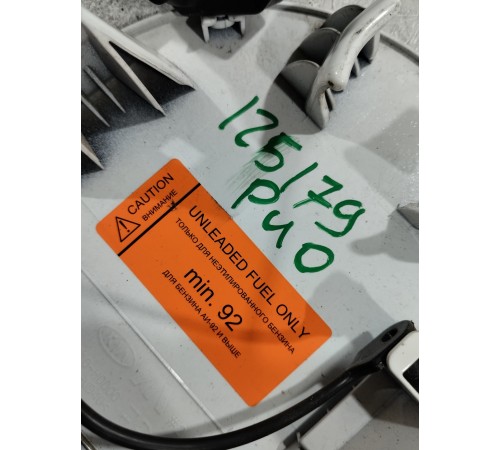 125/79
РИО
CAUTION
ВНИМАНИЕ
UNLEADED FUEL ONLY
ТОЛЬКО ДЛЯ НЕЭТИЛИРОВАННОГО БЕНЗИНА
min. 92
ДЛЯ БЕНЗИНА АИ-92 И ВЫШЕ